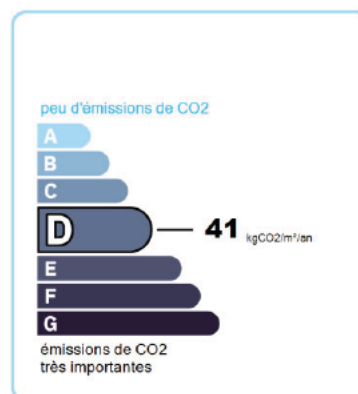 peu d'émissions de CO2
A
B
C
D 41 kgCO2/m²/an
E
F
G
émissions de CO2
très importantes